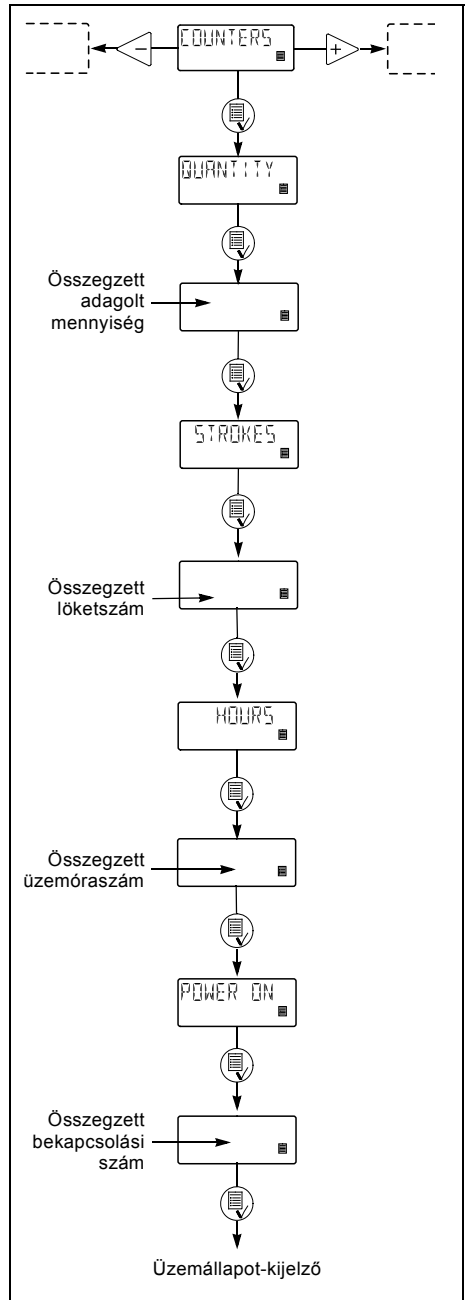 COUNTERS
QUANTITY
Összegzett
adagolt
mennyiség
STROKES
Összegzett
löketszám
HOURS
Összegzett
üzemóraszám
POWER ON
Összegzett
bekapcsolási
szám
Üzemállapot-kijelző